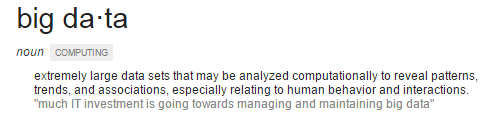 big da·ta
noun COMPUTING
extremely large data sets that may be analyzed computationally to reveal patterns,
trends, and associations, especially relating to human behavior and interactions.
"much IT investment is going towards managing and maintaining big data"